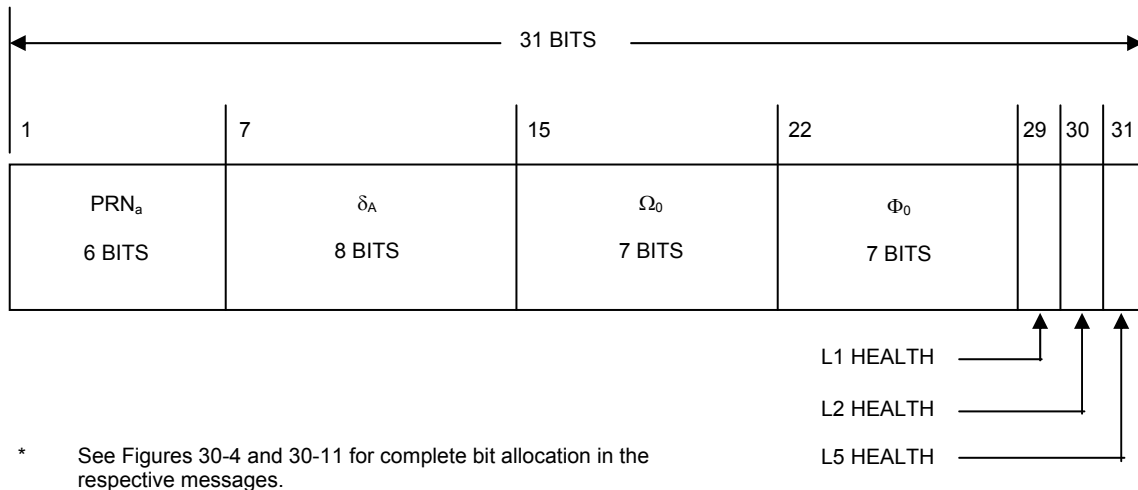 31 BITS
1 7 15 22 29 30 31
PRNₐ δ_A Ω₀ Φ₀
6 BITS 8 BITS 7 BITS 7 BITS
L1 HEALTH
L2 HEALTH
L5 HEALTH
* See Figures 30-4 and 30-11 for complete bit allocation in the
respective messages.